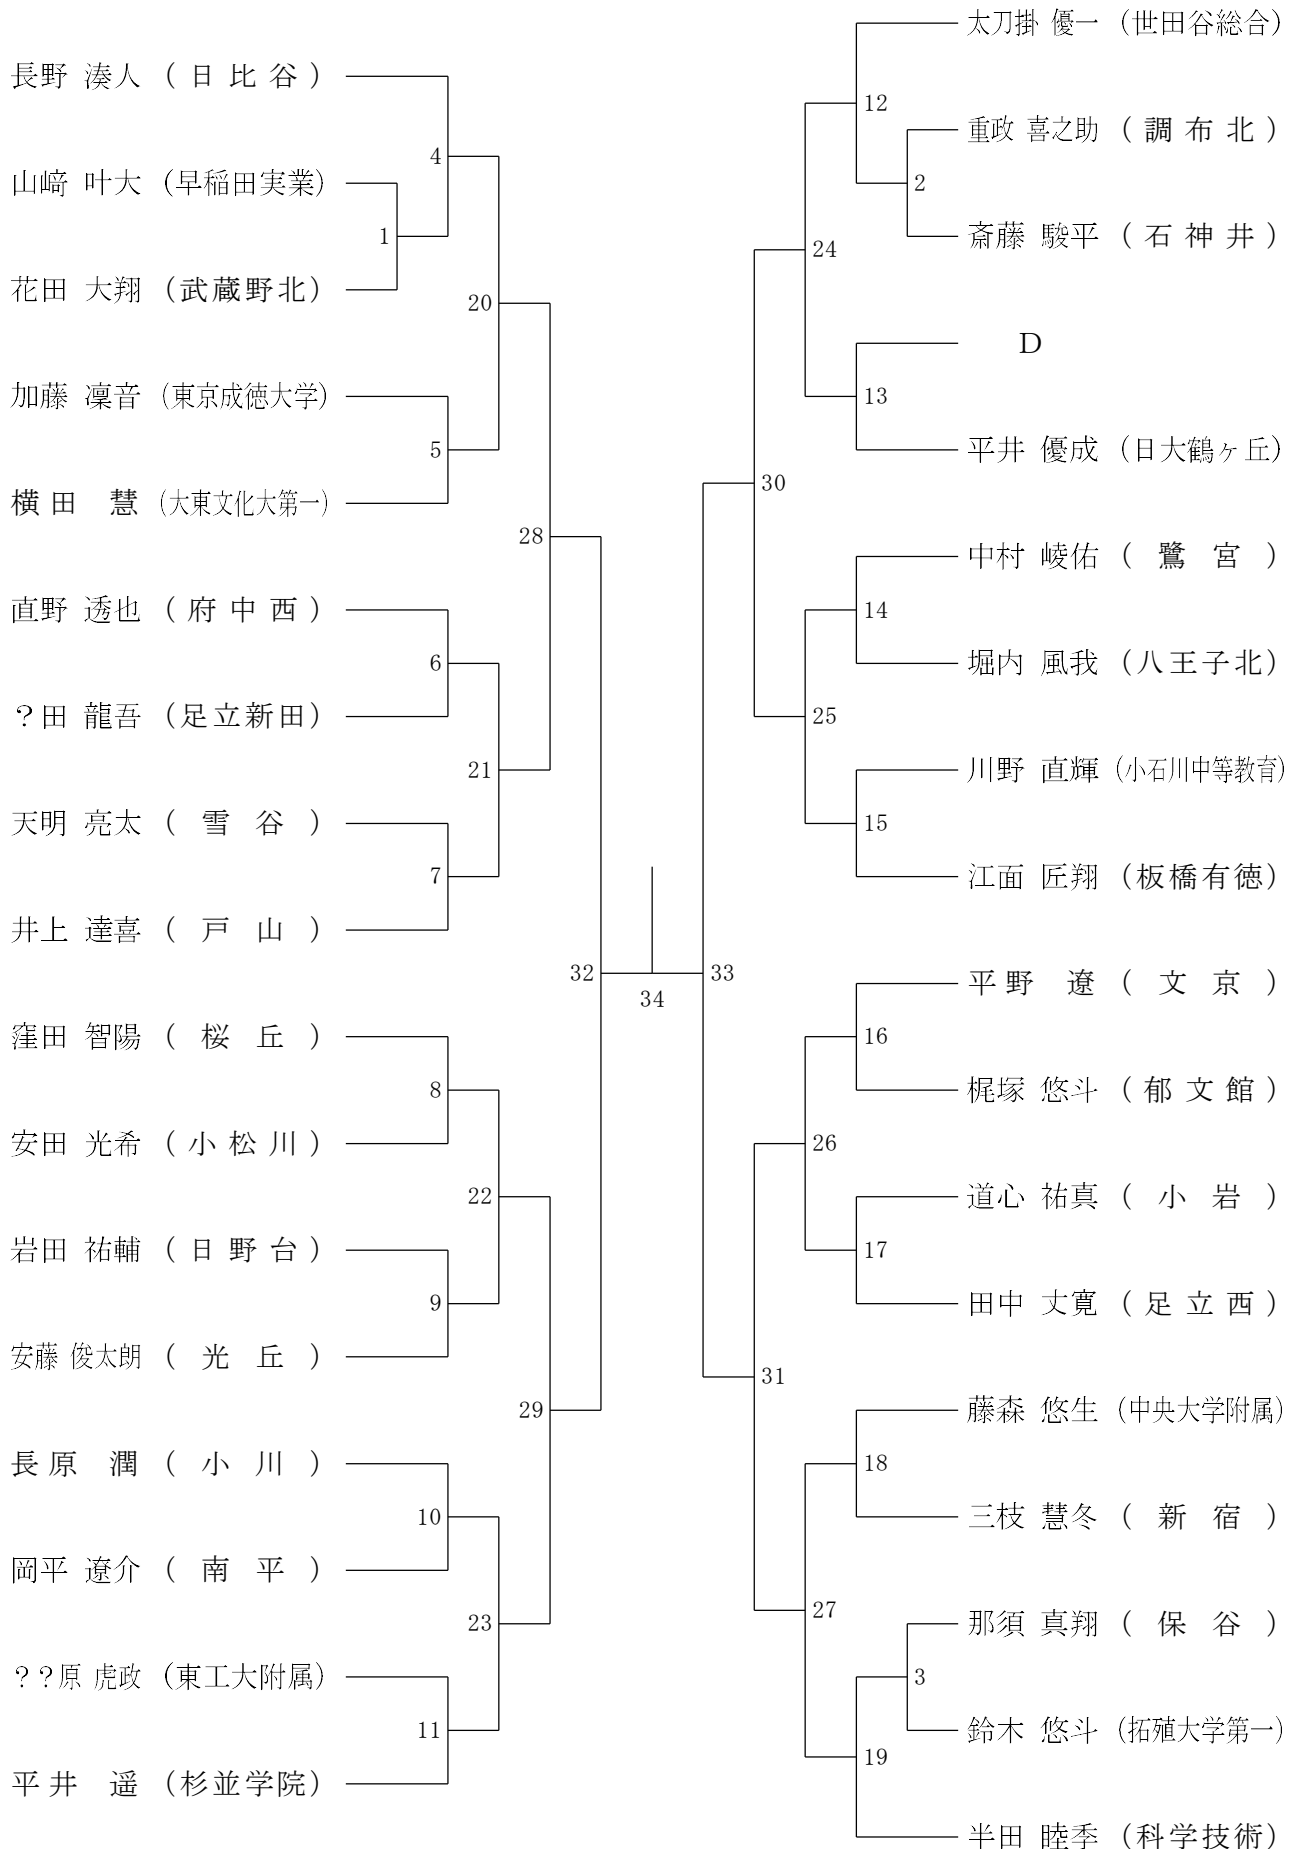 長野 湊人 (日比谷)
4
山﨑 叶大 (早稲田実業)
1
花田 大翔 (武蔵野北)
20
加藤 凜音 (東京成徳大学)
5
横田 慧 (大東文化大第一)
28
直野 透也 (府中西)
6
?田 龍吾 (足立新田)
21
天明 亮太 (雪谷)
7
井上 達喜 (戸山)
32
窪田 智陽 (桜丘)
8
安田 光希 (小松川)
22
岩田 祐輔 (日野台)
9
安藤 俊太朗 (光丘)
29
長原 潤 (小川)
10
岡平 遼介 (南平)
23
??原 虎政 (東工大附属)
11
平井 遥 (杉並学院)
34
太刀掛 優一 (世田谷総合)
12
重政 喜之助 (調布北)
2
斎藤 駿平 (石神井)
24
D
13
平井 優成 (日大鶴ヶ丘)
30
中村 崚佑 (鷺宮)
14
堀内 風我 (八王子北)
25
川野 直輝 (小石川中等教育)
15
江面 匠翔 (板橋有徳)
33
平野 遼 (文京)
16
梶塚 悠斗 (郁文館)
26
道心 祐真 (小岩)
17
田中 丈寛 (足立西)
31
藤森 悠生 (中央大学附属)
18
三枝 慧冬 (新宿)
27
那須 真翔 (保谷)
3
鈴木 悠斗 (拓殖大学第一)
19
半田 睦季 (科学技術)